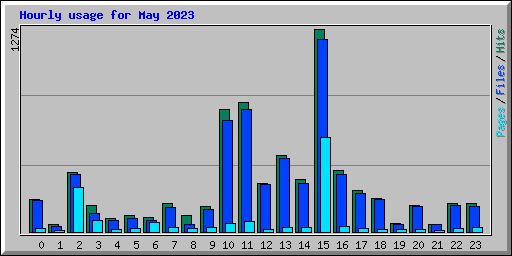 Hourly usage for May 2023
1274
Pages/Files/Hits
0 1 2 3 4 5 6 7 8 9 10 11 12 13 14 15 16 17 18 19 20 21 22 23